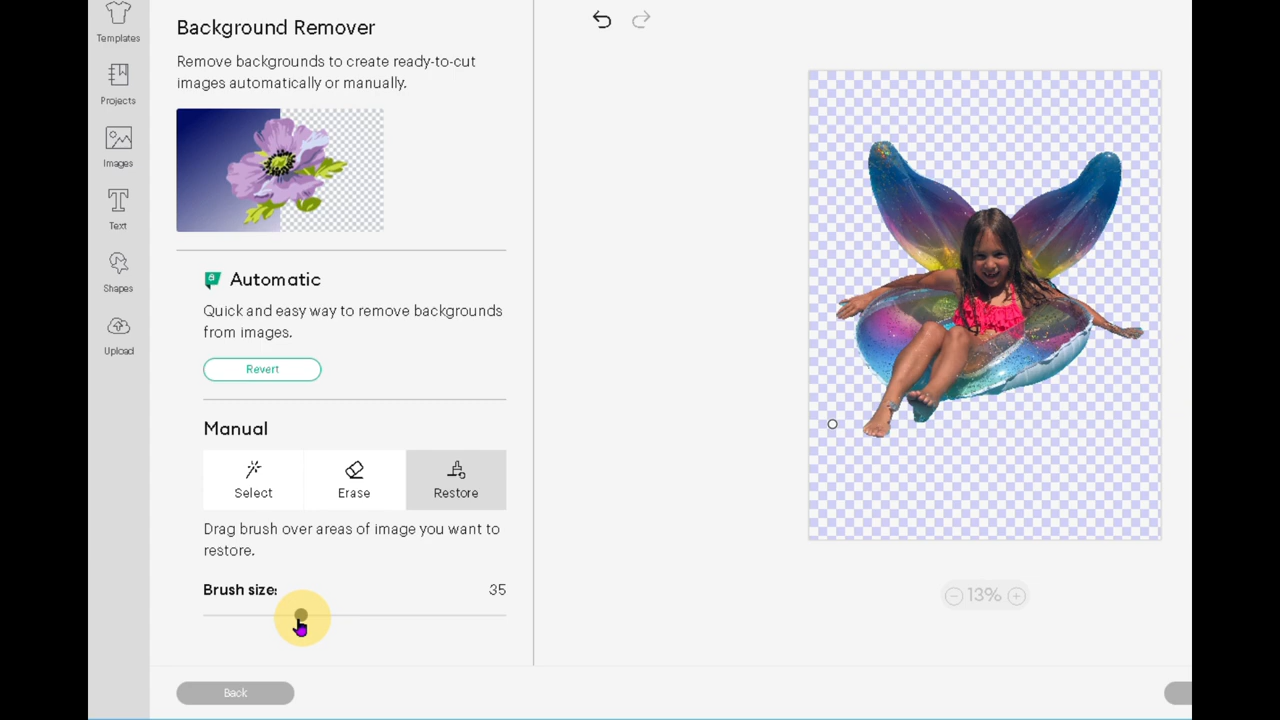 Templates
Projects
Images
Text
Shapes
Upload
Background Remover
Remove backgrounds to create ready-to-cut
images automatically or manually.
Automatic
Quick and easy way to remove backgrounds
from images.
Revert
Manual
Select
Erase
Restore
Drag brush over areas of image you want to
restore.
Brush size:
35
Back
13%